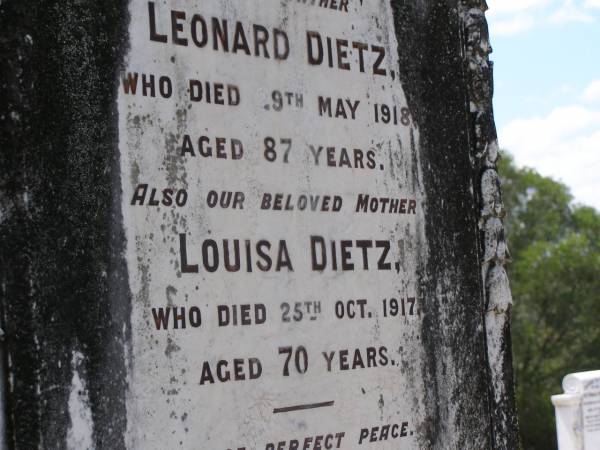 LEONARD DIETZ,
WHO DIED 9TH MAY 1918
AGED 87 YEARS.
ALSO OUR BELOVED MOTHER
LOUISA DIETZ,
WHO DIED 25TH OCT. 1917
AGED 70 YEARS.
PERFECT PEACE.